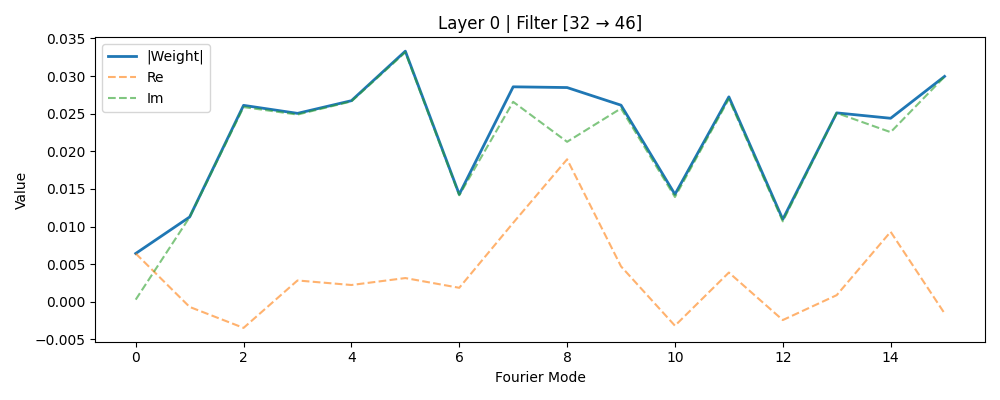 Layer 0 | Filter [32 → 46]
|Weight|
Re
Im
Value
0.035
0.030
0.025
0.020
0.015
0.010
0.005
0.000
−0.005
0 2 4 6 8 10 12 14
Fourier Mode